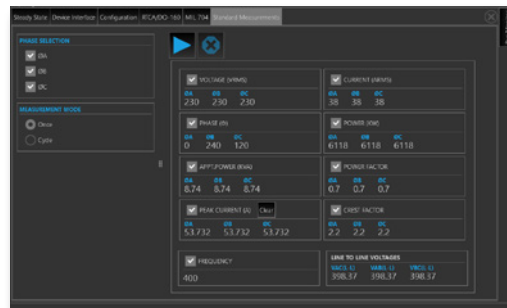 Steady State Device Interface Configuration RTCA/DO-160 MIL 704 Standard Measurements
PHASE SELECTION
ØA
ØB
ØC
MEASUREMENT MODE
Once
Cycle
VOLTAGE (VRMS)
ØA ØB ØC
230 230 230
CURRENT (ARMS)
ØA ØB ØC
38 38 38
PHASE (Φ)
ØA ØB ØC
0 240 120
POWER (KW)
ØA ØB ØC
6118 6118 6118
APPT.POWER (KVA)
ØA ØB ØC
8.74 8.74 8.74
POWER FACTOR
ØA ØB ØC
0.7 0.7 0.7
PEAK CURRENT (A) Clear
ØA ØB ØC
53.732 53.732 53.732
CREST FACTOR
ØA ØB ØC
2.2 2.2 2.2
FREQUENCY
400
LINE TO LINE VOLTAGES
VAC(L-L) VAB(L-L) VBC(L-L)
398.37 398.37 398.37